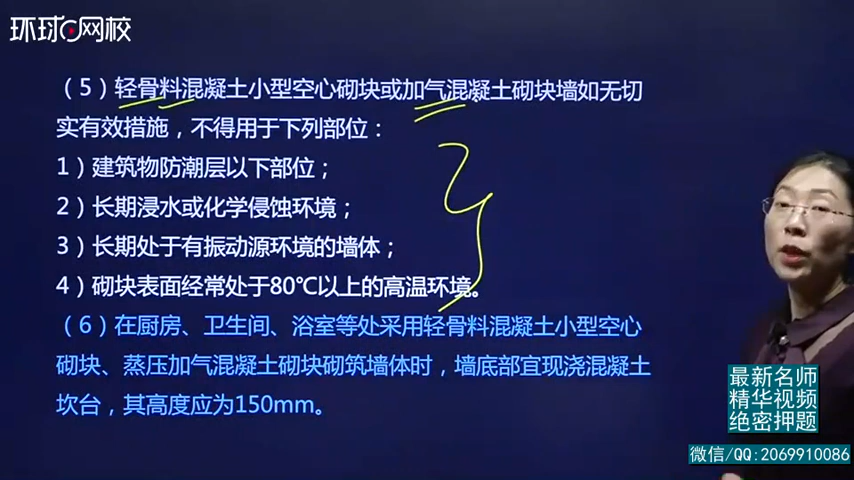 环球网校
（5）轻骨料混凝土小型空心砌块或加气混凝土砌块墙如无切
实有效措施，不得用于下列部位：
1）建筑物防潮层以下部位；
2）长期浸水或化学侵蚀环境；
3）长期处于有振动源环境的墙体；
4）砌块表面经常处于80℃以上的高温环境。
（6）在厨房、卫生间、浴室等处采用轻骨料混凝土小型空心
砌块、蒸压加气混凝土砌块砌筑墙体时，墙底部宜现浇混凝土
坎台，其高度应为150mm。
最新名师
精华视频
绝密押题
微信/QQ:2069910086